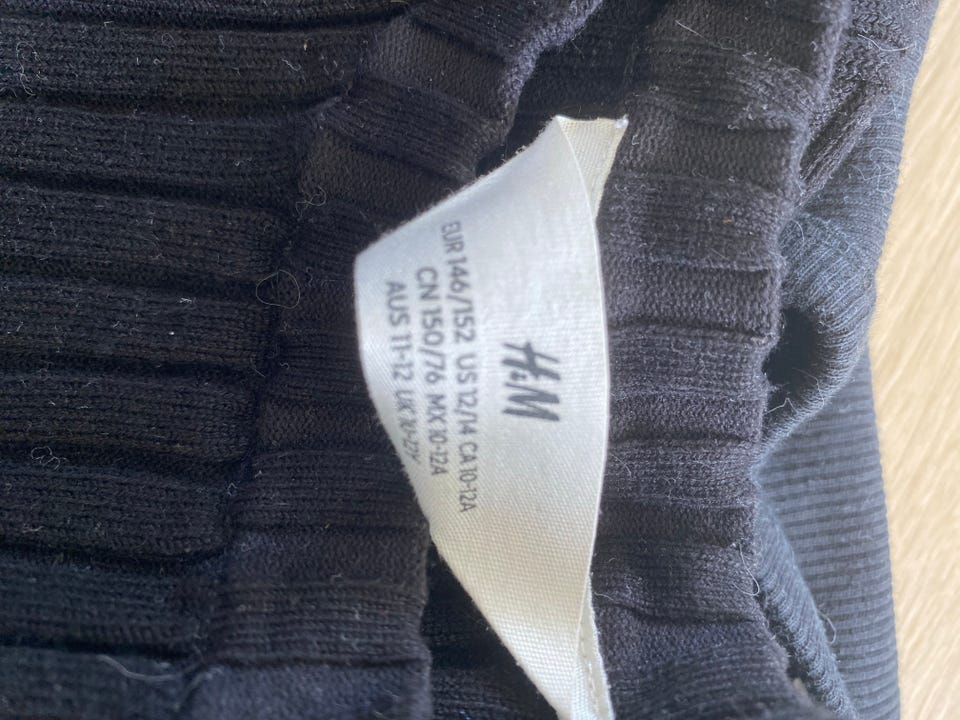 H&M
EUR 146/152 US 12/14 CA 10-12A
CN 150/76 MX 10-12A
AUS 11-12 UK 10-12Y